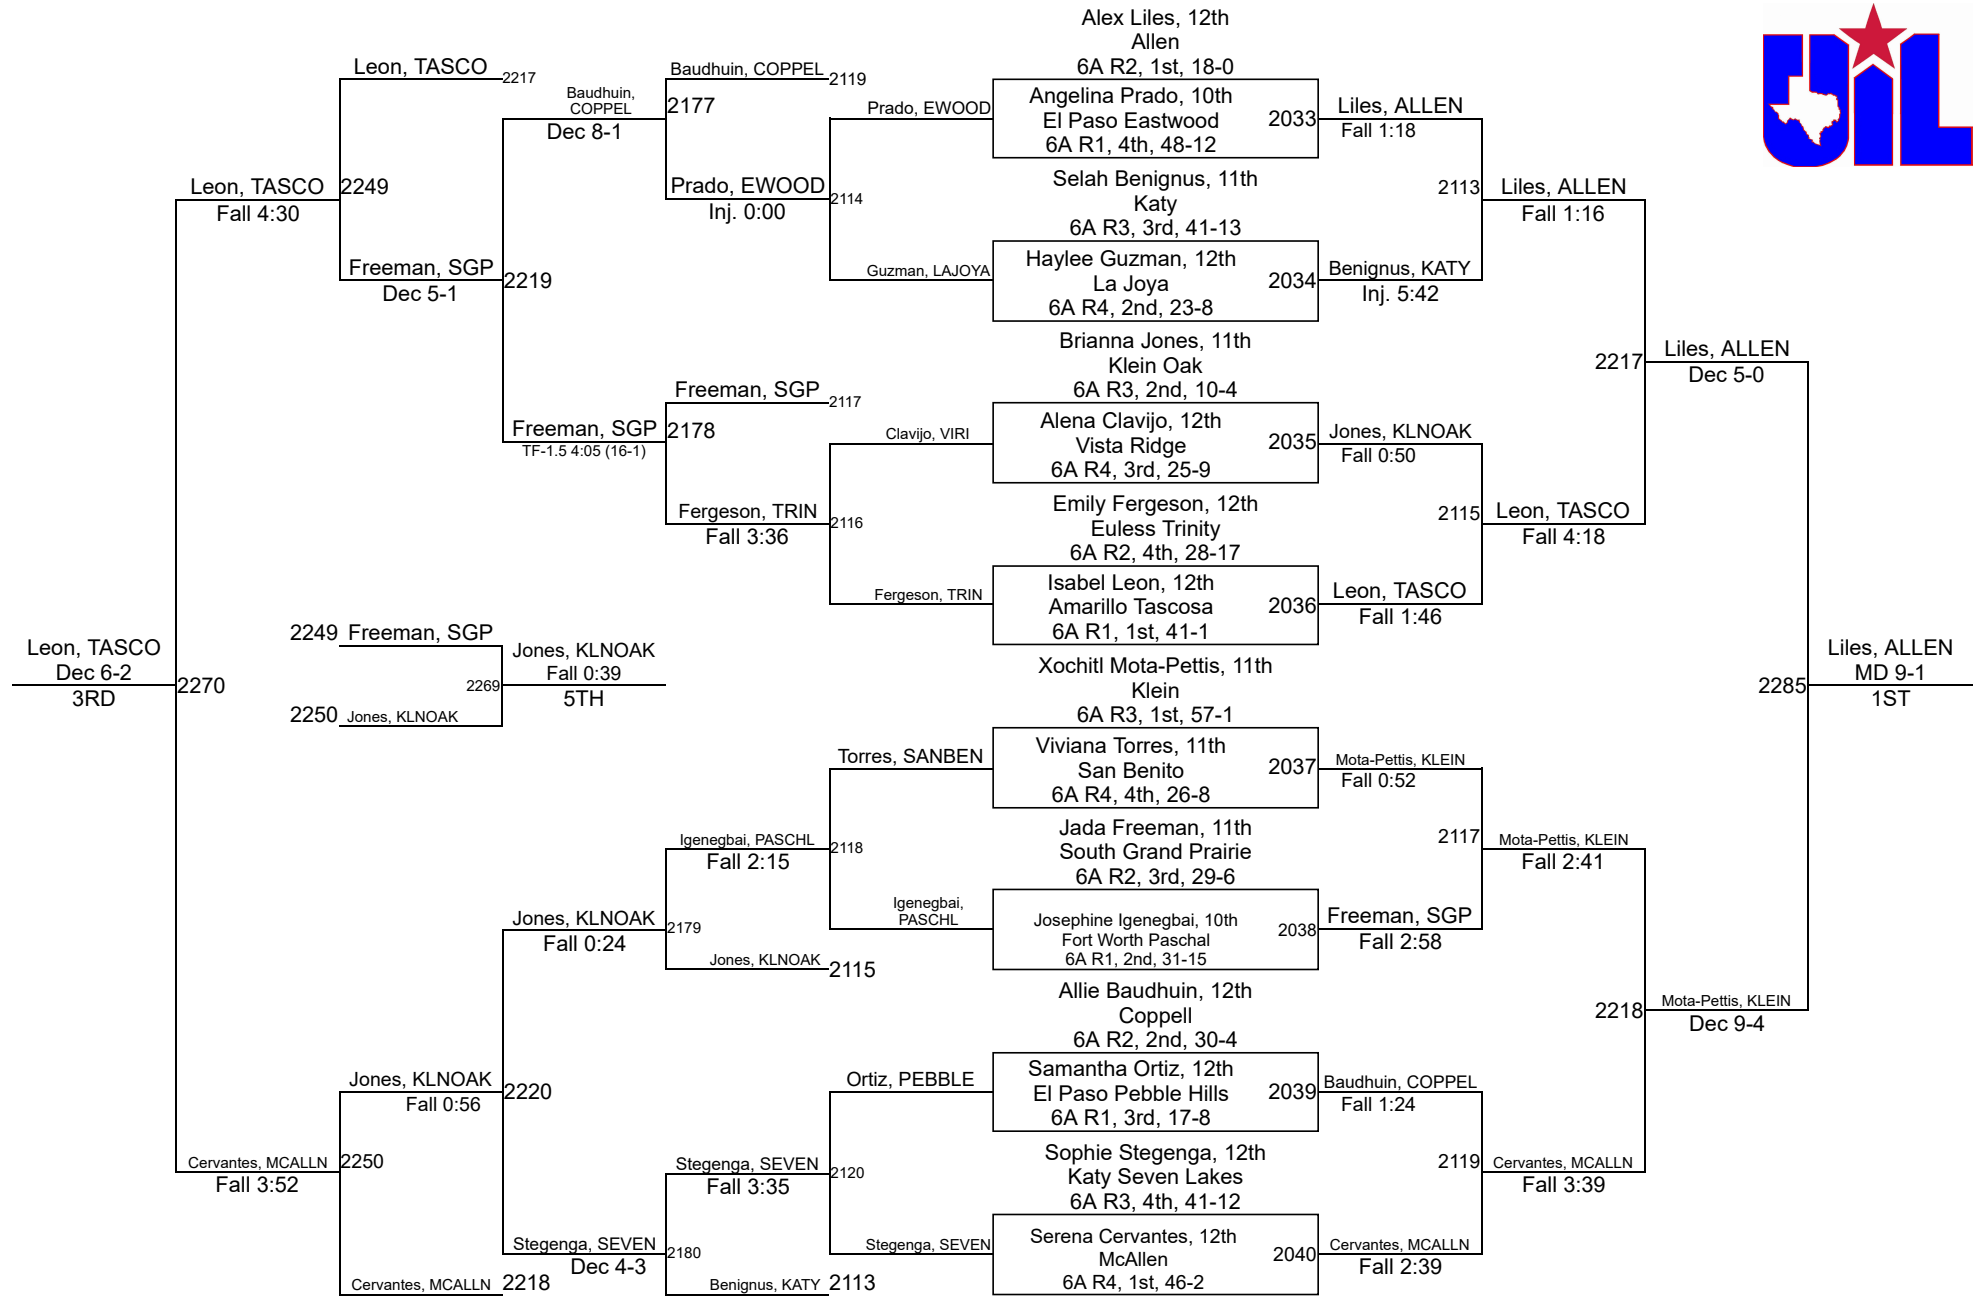 Alex Liles, 12th
Allen
6A R2, 1st, 18-0
UIL
Leon, TASCO
2217
Baudhuin, COPPEL
2119
Baudhuin,
COPPEL
Dec 8-1
2177
Prado, EWOOD
Angelina Prado, 10th
El Paso Eastwood
6A R1, 4th, 48-12
2033
Liles, ALLEN
Fall 1:18
Leon, TASCO
Fall 4:30
2249
Prado, EWOOD
Inj. 0:00
2114
Selah Benignus, 11th
Katy
6A R3, 3rd, 41-13
2113
Liles, ALLEN
Fall 1:16
Freeman, SGP
Dec 5-1
2219
Guzman, LAJOYA
Haylee Guzman, 12th
La Joya
6A R4, 2nd, 23-8
2034
Benignus, KATY
Inj. 5:42
Brianna Jones, 11th
Klein Oak
6A R3, 2nd, 10-4
2217
Liles, ALLEN
Dec 5-0
Freeman, SGP
2117
Freeman, SGP
TF-1.5 4:05 (16-1)
2178
Clavijo, VIRI
Alena Clavijo, 12th
Vista Ridge
6A R4, 3rd, 25-9
2035
Jones, KLNOAK
Fall 0:50
Fergeson, TRIN
Fall 3:36
2116
Emily Fergeson, 12th
Euless Trinity
6A R2, 4th, 28-17
2115
Leon, TASCO
Fall 4:18
Fergeson, TRIN
Isabel Leon, 12th
Amarillo Tascosa
6A R1, 1st, 41-1
2036
Leon, TASCO
Fall 1:46
Leon, TASCO
Dec 6-2
3RD
2270
2249 Freeman, SGP
2250 Jones, KLNOAK
2269
Jones, KLNOAK
Fall 0:39
5TH
Xochitl Mota-Pettis, 11th
Klein
6A R3, 1st, 57-1
2285
Liles, ALLEN
MD 9-1
1ST
Torres, SANBEN
Viviana Torres, 11th
San Benito
6A R4, 4th, 26-8
2037
Mota-Pettis, KLEIN
Fall 0:52
Igenegbai, PASCHL
Fall 2:15
2118
Jada Freeman, 11th
South Grand Prairie
6A R2, 3rd, 29-6
2117
Mota-Pettis, KLEIN
Fall 2:41
Jones, KLNOAK
Fall 0:24
2179
Igenegbai,
PASCHL
Josephine Igenegbai, 10th
Fort Worth Paschal
6A R1, 2nd, 31-15
2038
Freeman, SGP
Fall 2:58
Jones, KLNOAK
2115
Allie Baudhuin, 12th
Coppell
6A R2, 2nd, 30-4
2218
Mota-Pettis, KLEIN
Dec 9-4
Jones, KLNOAK
Fall 0:56
2220
Ortiz, PEBBLE
Samantha Ortiz, 12th
El Paso Pebble Hills
6A R1, 3rd, 17-8
2039
Baudhuin, COPPEL
Fall 1:24
Cervantes, MCALLN
Fall 3:52
2250
Stegenga, SEVEN
Fall 3:35
2120
Sophie Stegenga, 12th
Katy Seven Lakes
6A R3, 4th, 41-12
2119
Cervantes, MCALLN
Fall 3:39
Stegenga, SEVEN
Dec 4-3
2180
Stegenga, SEVEN
Serena Cervantes, 12th
McAllen
6A R4, 1st, 46-2
2040
Cervantes, MCALLN
Fall 2:39
Cervantes, MCALLN
2218
Benignus, KATY
2113